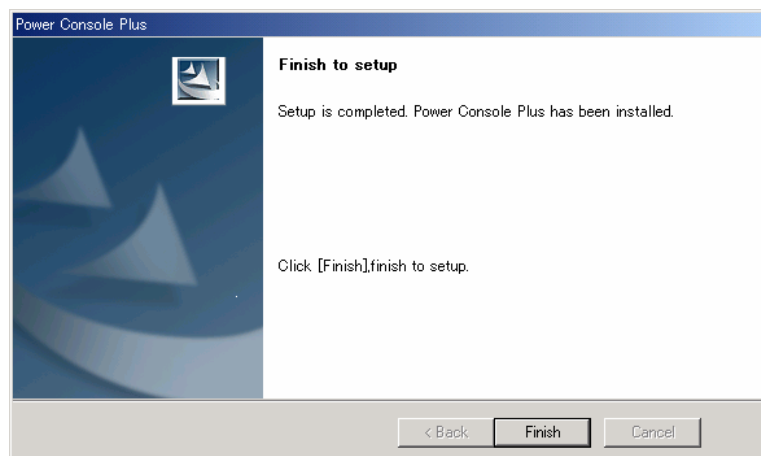 Power Console Plus
Finish to setup
Setup is completed. Power Console Plus has been installed.
Click [Finish],finish to setup.
< Back
Finish
Cancel